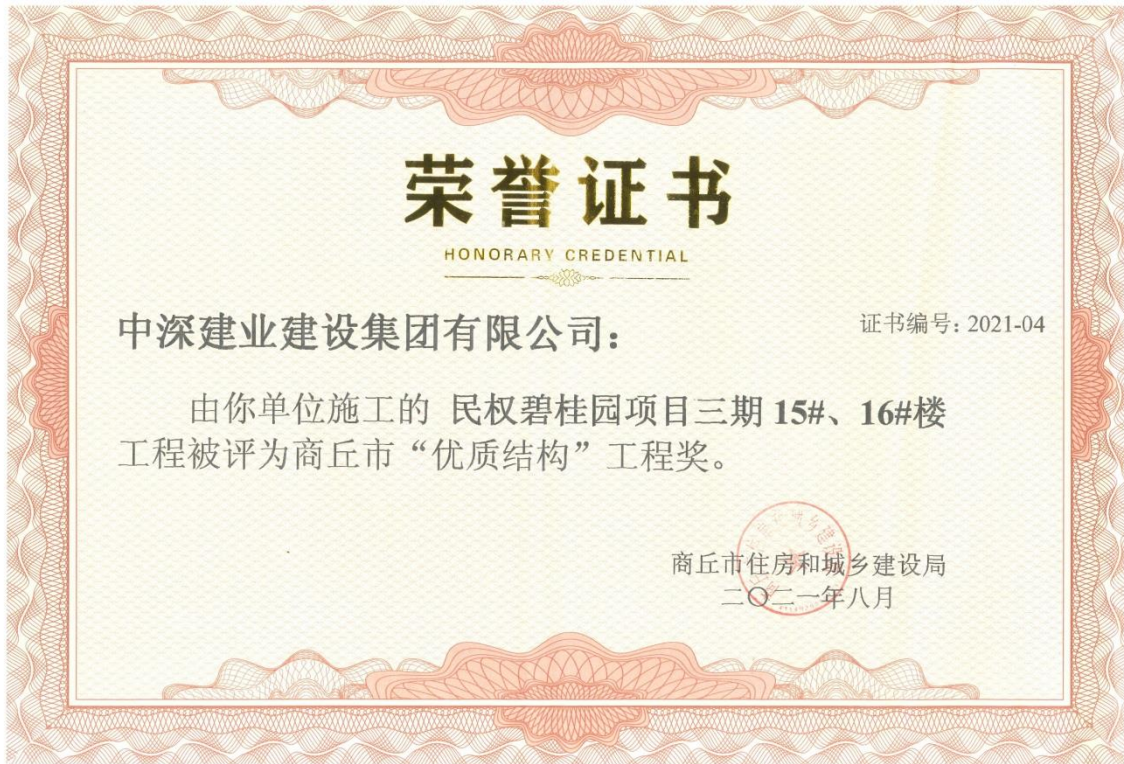 荣誉证书
HONORARY CREDENTIAL
中深建业建设集团有限公司：
证书编号：2021-04
由你单位施工的 民权碧桂园项目三期 15#、16#楼
工程被评为商丘市“优质结构”工程奖。
商丘市住房和城乡建设局
二〇二一年八月